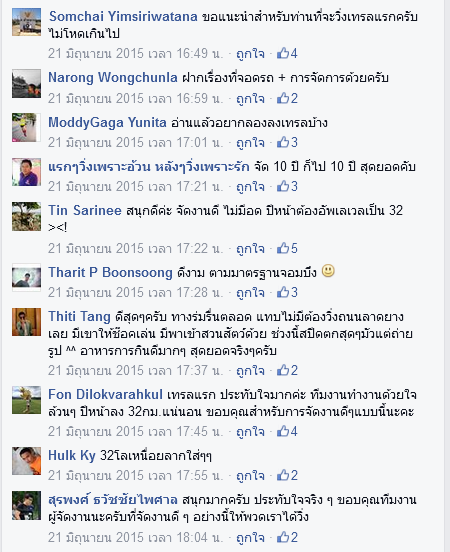 Somchai Yimsiriwatana ขอแนะนำสำหรับท่านที่จะวิ่งเทรลแรกครับ
ไม่โหดเกินไป
21 มิถุนายน 2015 เวลา 16:49 น. · ถูกใจ · 4
Narong Wongchunla ฝากเรื่องที่จอดรถ + การจัดการด้วยครับ
21 มิถุนายน 2015 เวลา 16:59 น. · ถูกใจ · 2
ModdyGaga Yunita อ่านแล้วอยากลองลงเทรลบ้าง
21 มิถุนายน 2015 เวลา 17:01 น. · ถูกใจ · 3
แรกๆวิ่งเพราะอ้วน หลังๆวิ่งเพราะรัก จัด 10 ปี ก็ไป 10 ปี สุดยอดคับ
21 มิถุนายน 2015 เวลา 17:21 น. · ถูกใจ · 3
Tin Sarinee สนุกดีค่ะ จัดงานดี ไม่มีอด ปีหน้าต้องอัพเลเวลเป็น 32
><!
21 มิถุนายน 2015 เวลา 17:22 น. · ถูกใจ · 5
Tharit P Boonsoong ดีงาม ตามมาตรฐานจอมบึง
21 มิถุนายน 2015 เวลา 17:28 น. · ถูกใจ · 3
Thiti Tang ดีสุดๆครับ ทางร่มรื่นตลอด แทบไม่มีต้องวิ่งถนนลาดยาง
เลย มีเขาให้ช๊อคเล่น มีพาเข้าสวนสัตว์ด้วย ช่วงนี้สปีดตกสุดๆมัวแต่ถ่าย
รูป ^^ อาหารการกินดีมากๆ สุดยอดจริงๆครับ
21 มิถุนายน 2015 เวลา 17:37 น. · ถูกใจ · 2
Fon Dilokvarahkul เทรลแรก ประทับใจมากค่ะ ทีมงานทำงานด้วยใจ
ล้วนๆ ปีหน้าลง 32กม.แน่นอน ขอบคุณสำหรับการจัดงานดีๆแบบนี้นะคะ
21 มิถุนายน 2015 เวลา 17:45 น. · ถูกใจ · 4
Hulk Ky 32โลเหนื่อยลากใส่ๆๆ
21 มิถุนายน 2015 เวลา 17:55 น. · ถูกใจ · 2
สุรพงศ์ ธวัชชัยไพศาล สนุกมากครับ ประทับใจจริง ๆ ขอบคุณทีมงาน
ผู้จัดงานนะครับที่จัดงานดี ๆ อย่างนี้ให้พวดเราได้วิ่ง
21 มิถุนายน 2015 เวลา 18:04 น. · ถูกใจ · 2